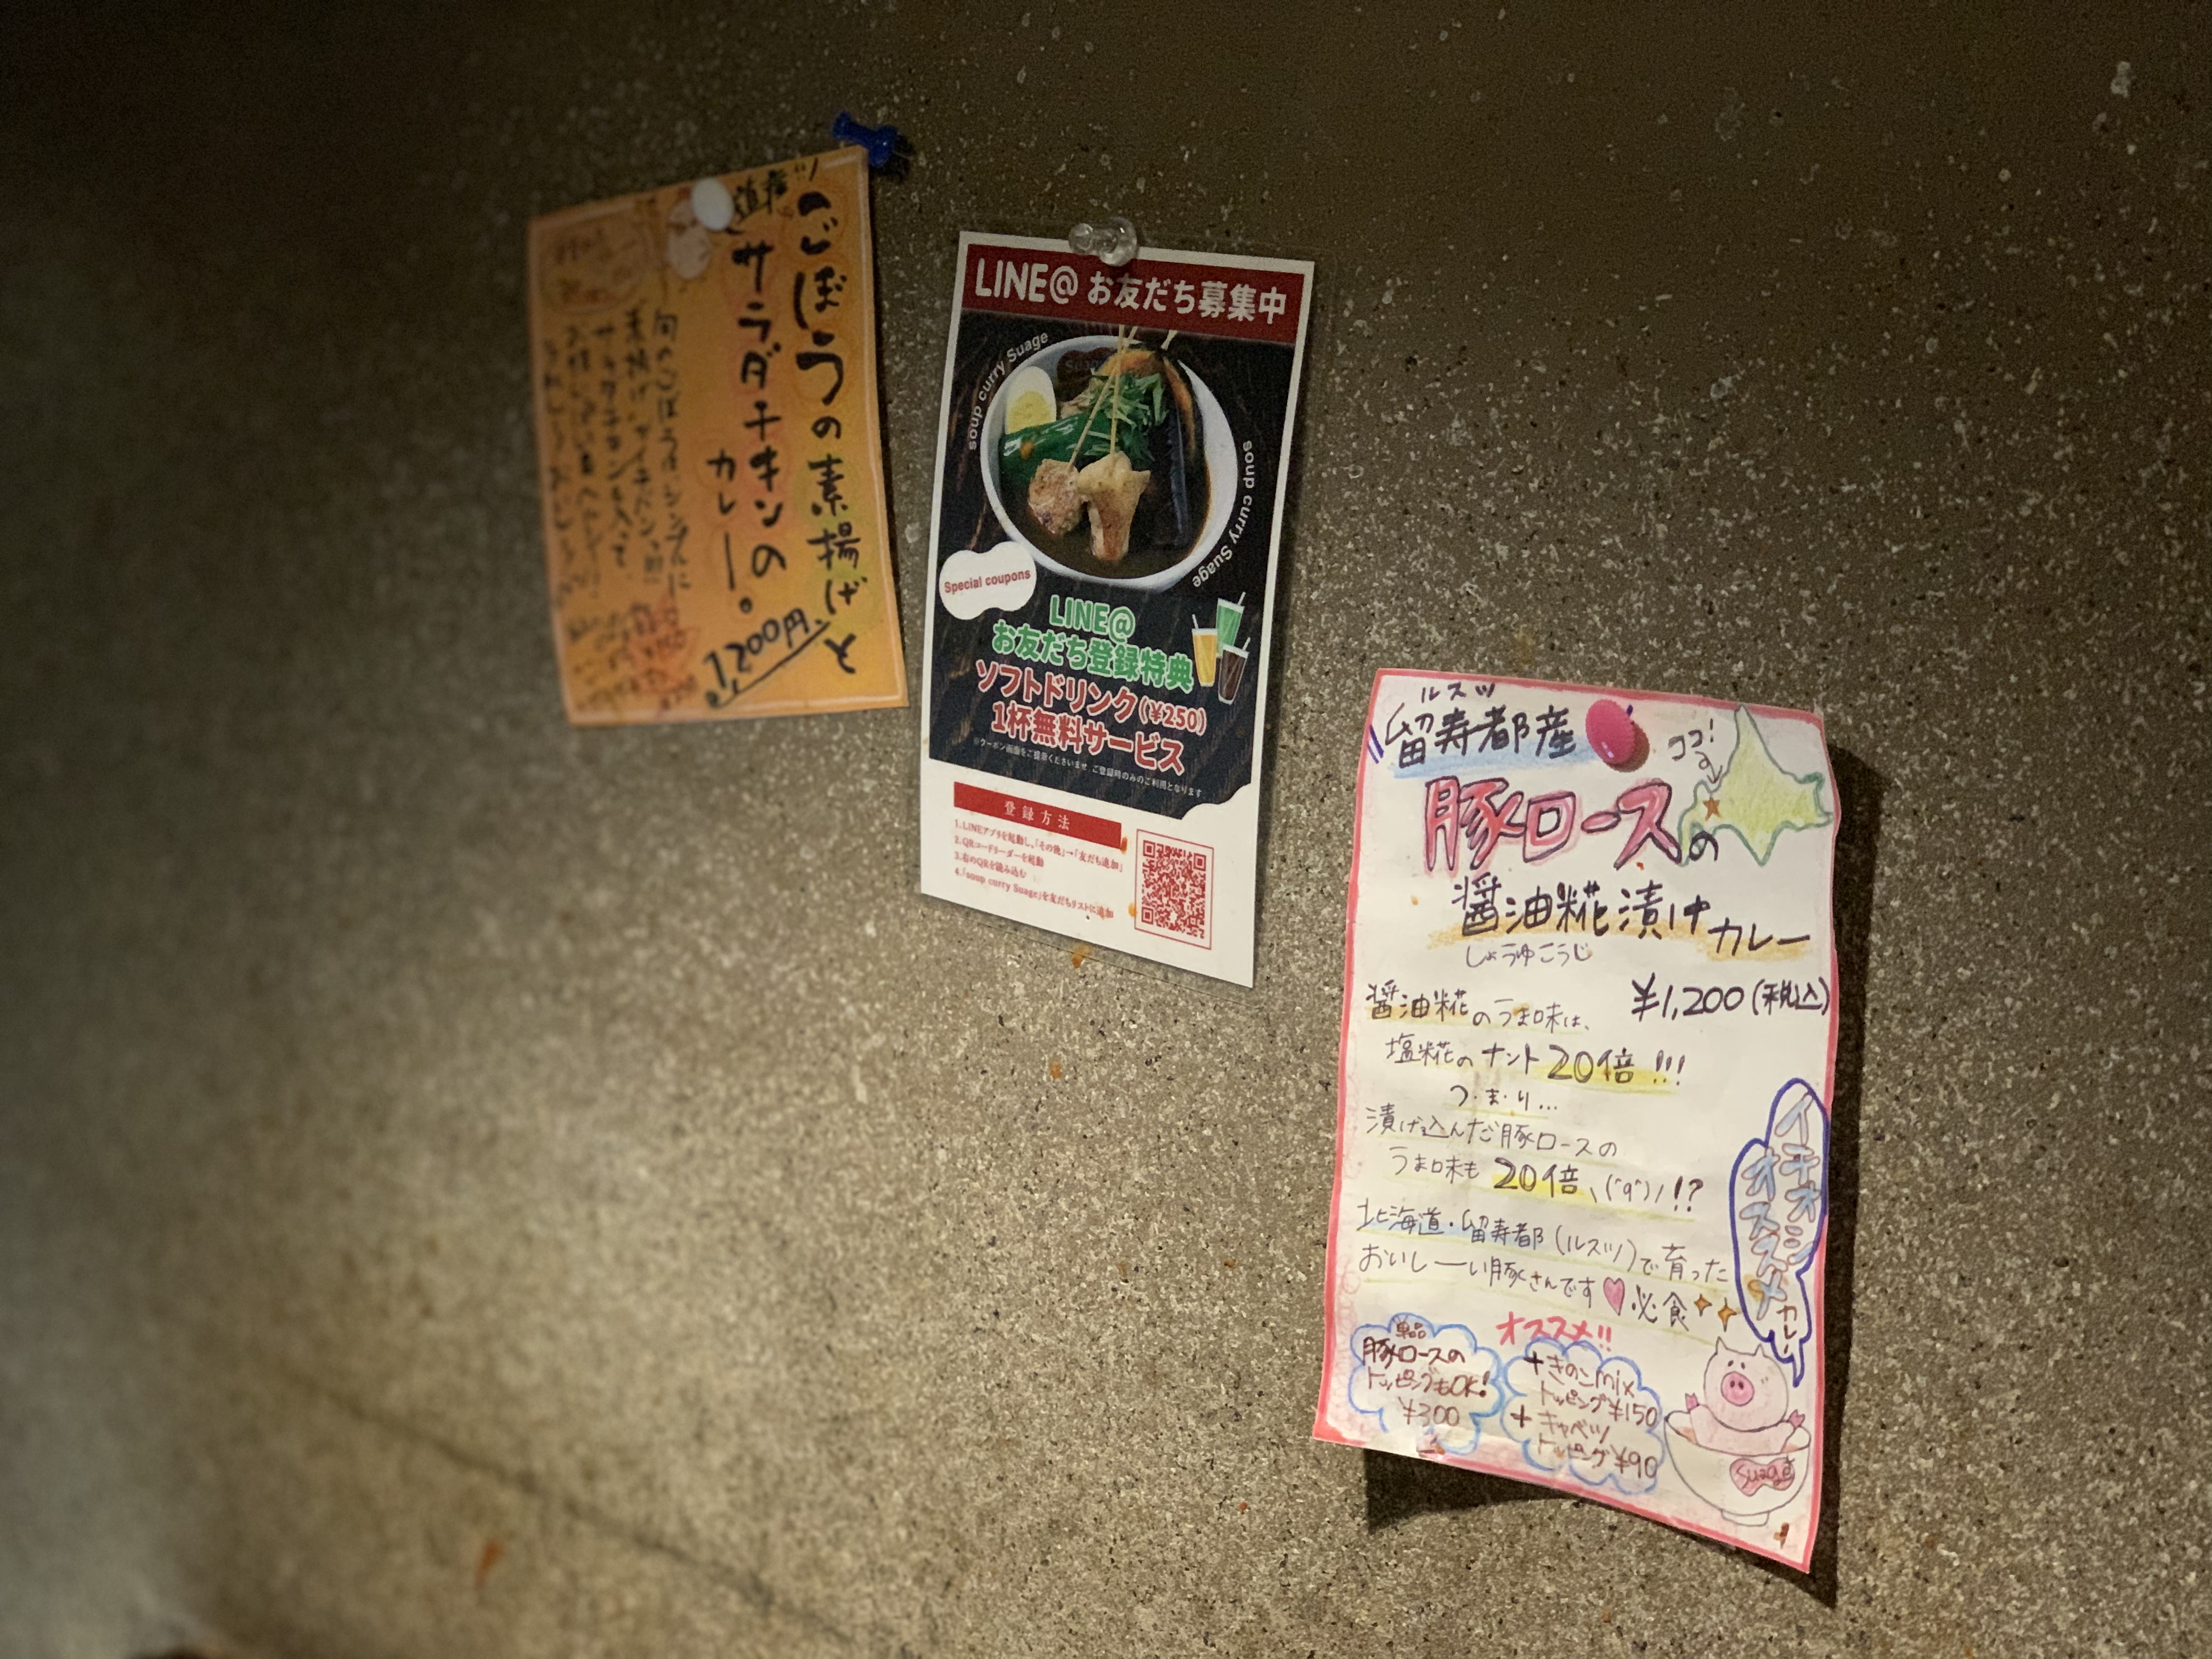 道産
ごぼうの素揚げと
サラダチキンの
カレー。
1,200円
旬のごぼうはシンプルに
LINE@ お友だち募集中
soup curry Suage
soup curry Suage
Special coupons
LINE@
お友だち登録特典
ソフトドリンク(¥250)
1杯無料サービス
※クーポン画面をご提示くださいませ ご登録時のみのご利用となります
登録方法
1.LINEアプリを起動し、「その他」→「友だち追加」
2.QRコードリーダーを起動
3.右のQRを読み込む
4.「soup curry Suage」を友だちリストに追加
ルスツ
留寿都産
ココ!
豚ロースの
醤油糀漬けカレー
しょうゆこうじ
¥1,200(税込)
醤油糀のうま味は、
塩糀のナント20倍!!!
つ・ま・り...
漬け込んだ豚ロースの
うま味も20倍、(°q°)/!?
北海道・留寿都(ルスツ)で育った
おいしーい豚さんです♡必食
イチオシ
オススメ
カレー
オススメ!!
単品
豚ロースの
トッピングもOK!
¥300
+きのこmix
トッピング¥150
+キャベツ
トッピング¥90
Suage